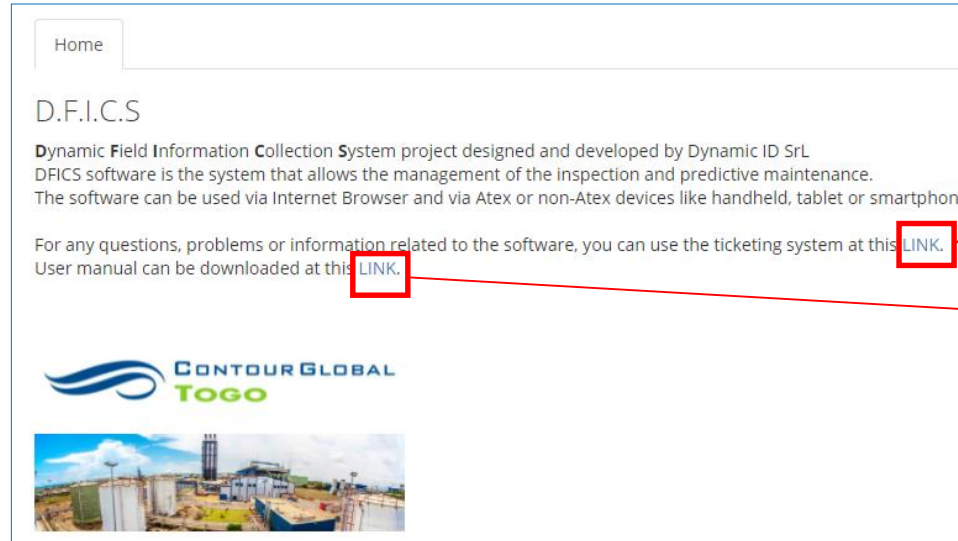 Home
D.F.I.C.S
Dynamic Field Information Collection System project designed and developed by Dynamic ID SrL
DFICS software is the system that allows the management of the inspection and predictive maintenance.
The software can be used via Internet Browser and via Atex or non-Atex devices like handheld, tablet or smartphon
For any questions, problems or information related to the software, you can use the ticketing system at this LINK.
User manual can be downloaded at this LINK.
CONTOURGLOBAL
TOGO